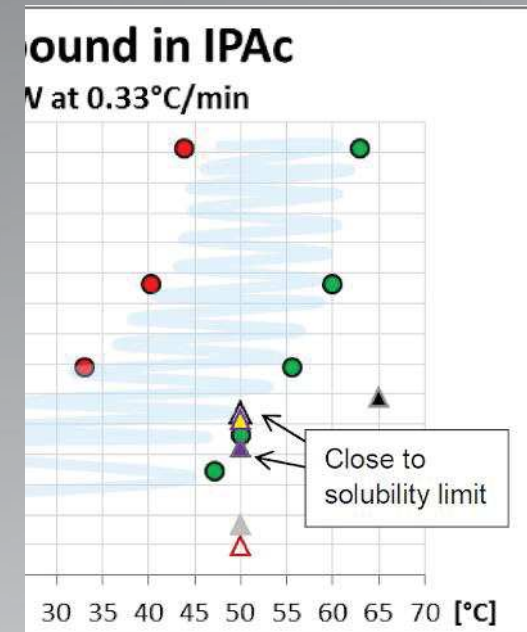 ound in IPAc
W at 0.33°C/min
Close to
solubility limit
30 35 40 45 50 55 60 65 70 [°C]